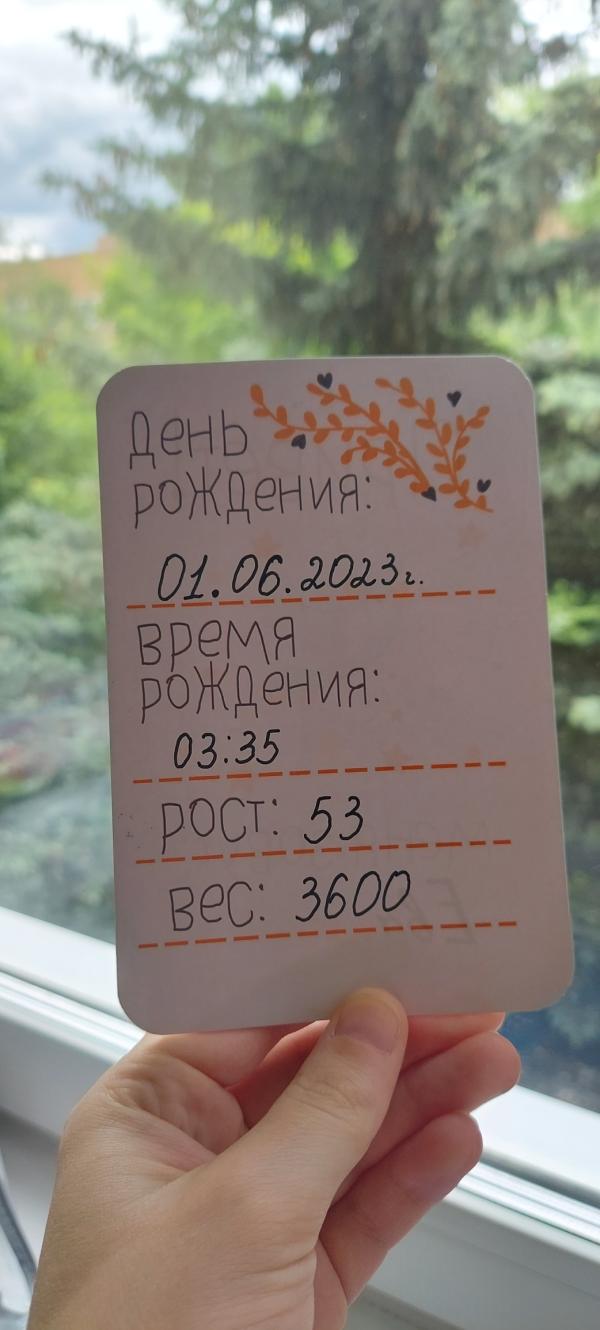 День
рождения:
01.06.2023г.
Время
рождения:
03:35
Рост: 53
Вес: 3600